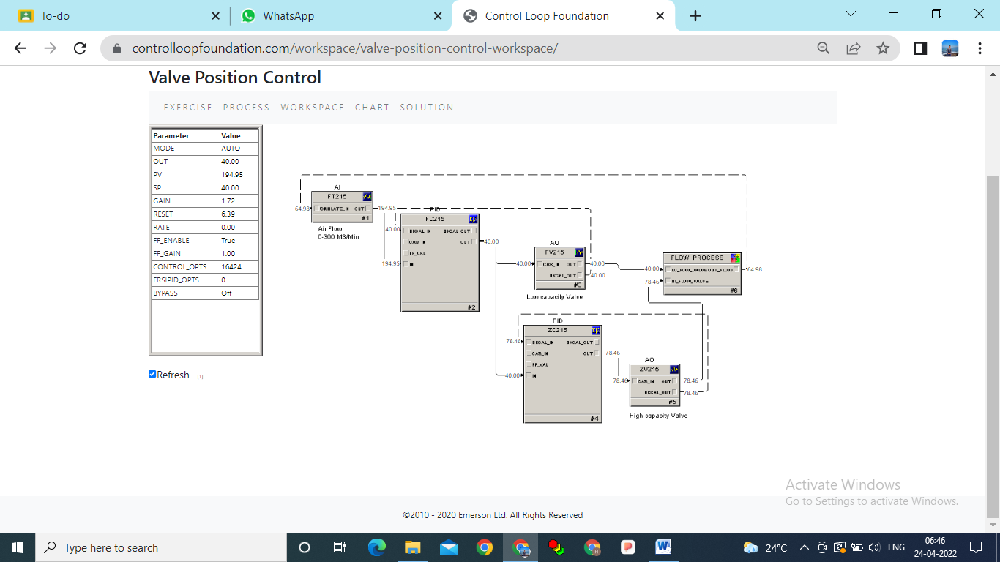 To-do
WhatsApp
Control Loop Foundation
controlloopfoundation.com/workspace/valve-position-control-workspace/
Valve Position Control
EXERCISE PROCESS WORKSPACE CHART SOLUTION
Parameter Value
MODE AUTO
OUT 40.00
PV 194.95
SP 40.00
GAIN 1.72
RESET 6.39
RATE 0.00
FF_ENABLE True
FF_GAIN 1.00
CONTROL_OPTS 16424
FRSIPID_OPTS 0
BYPASS Off
Refresh [1]
AI
FT215
64.98 SIMULATE_IN OUT 194.95
#1
Air Flow
0-300 M3/Min
PID
FC215
40.00 BKCAL_IN BKCAL_OUT
CAS_IN OUT 40.00
FF_VAL
194.95 IN
#2
AO
FV215
40.00 CAS_IN OUT 40.00
BKCAL_OUT 40.00
#3
Low capacity Valve
FLOW_PROCESS
40.00 LO_FOW_VALVE OUT_FLOW 64.98
78.46 HI_FLOW_VALVE
#6
PID
ZC215
78.46 BKCAL_IN BKCAL_OUT
CAS_IN OUT 78.46
FF_VAL
40.00 IN
#4
AO
ZV215
78.46 CAS_IN OUT 78.46
BKCAL_OUT 78.46
#5
High capacity Valve
Activate Windows
Go to Settings to activate Windows.
©2010 - 2020 Emerson Ltd. All Rights Reserved
Type here to search
24°C
ENG
06:46
24-04-2022